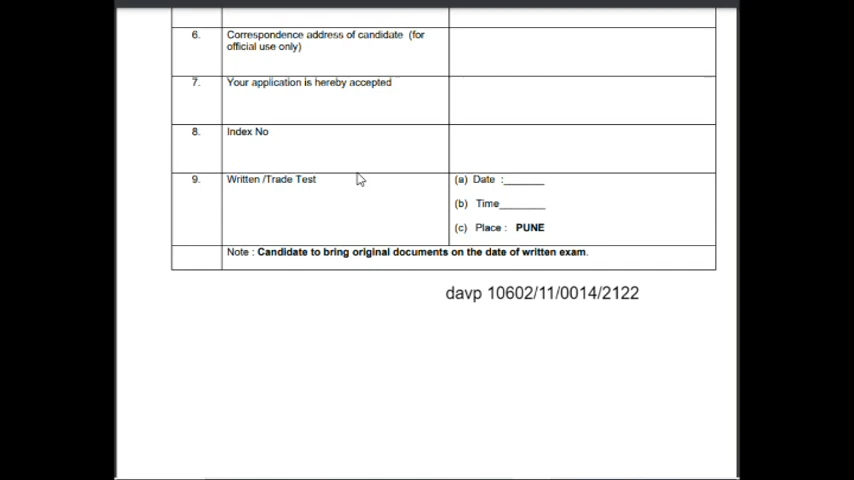 6. Correspondence address of candidate (for
official use only)
7. Your application is hereby accepted
8. Index No
9. Written /Trade Test (a) Date :_______
(b) Time________
(c) Place : PUNE
Note : Candidate to bring original documents on the date of written exam.
davp 10602/11/0014/2122